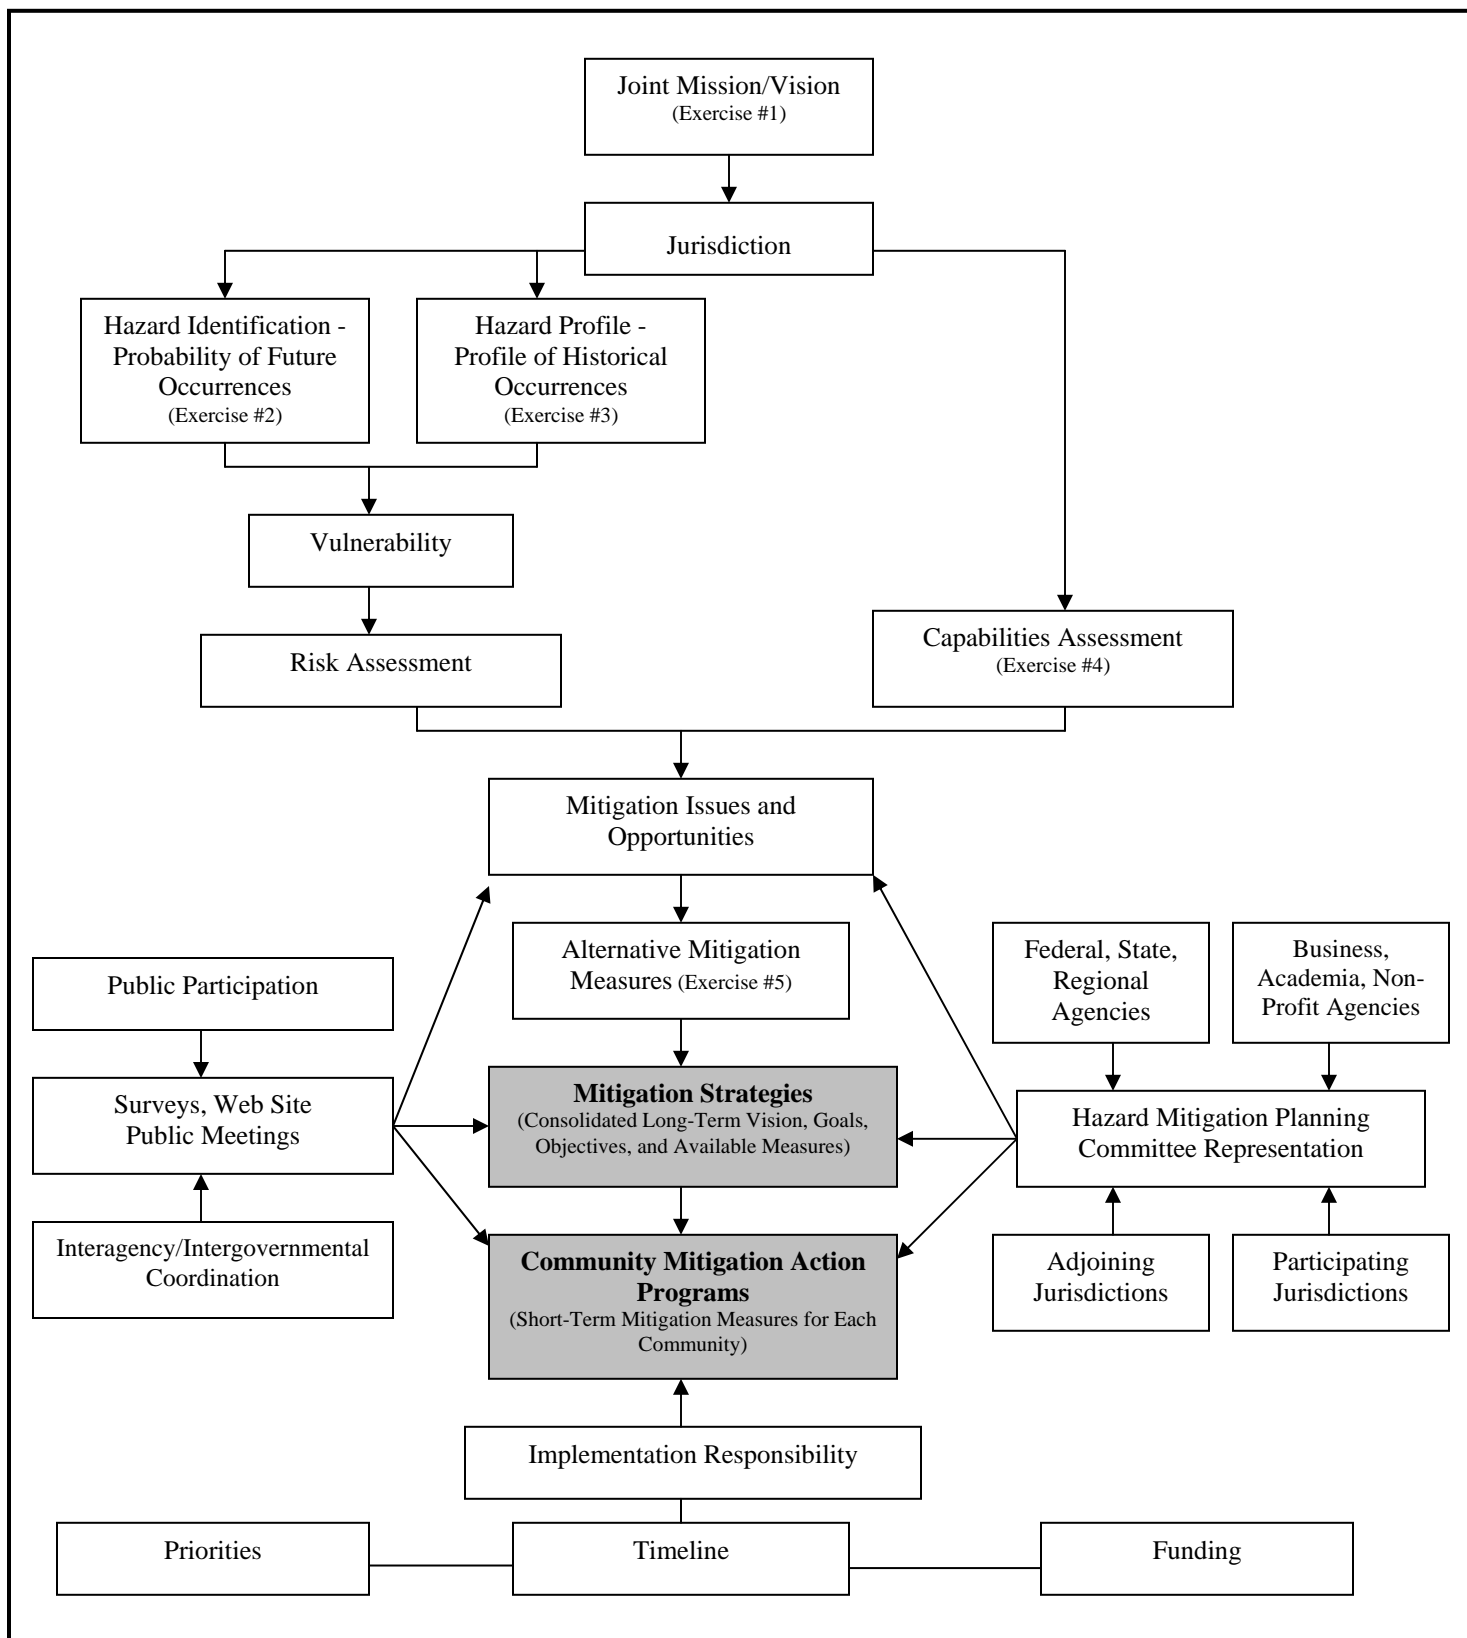 Joint Mission/Vision
(Exercise #1)
Jurisdiction
Hazard Identification -
Probability of Future
Occurrences
(Exercise #2)
Hazard Profile -
Profile of Historical
Occurrences
(Exercise #3)
Vulnerability
Risk Assessment
Capabilities Assessment
(Exercise #4)
Mitigation Issues and
Opportunities
Alternative Mitigation
Measures (Exercise #5)
Federal, State,
Regional
Agencies
Business,
Academia, Non-
Profit Agencies
Public Participation
Surveys, Web Site
Public Meetings
Mitigation Strategies
(Consolidated Long-Term Vision, Goals,
Objectives, and Available Measures)
Hazard Mitigation Planning
Committee Representation
Interagency/Intergovernmental
Coordination
Community Mitigation Action
Programs
(Short-Term Mitigation Measures for Each
Community)
Adjoining
Jurisdictions
Participating
Jurisdictions
Implementation Responsibility
Priorities
Timeline
Funding